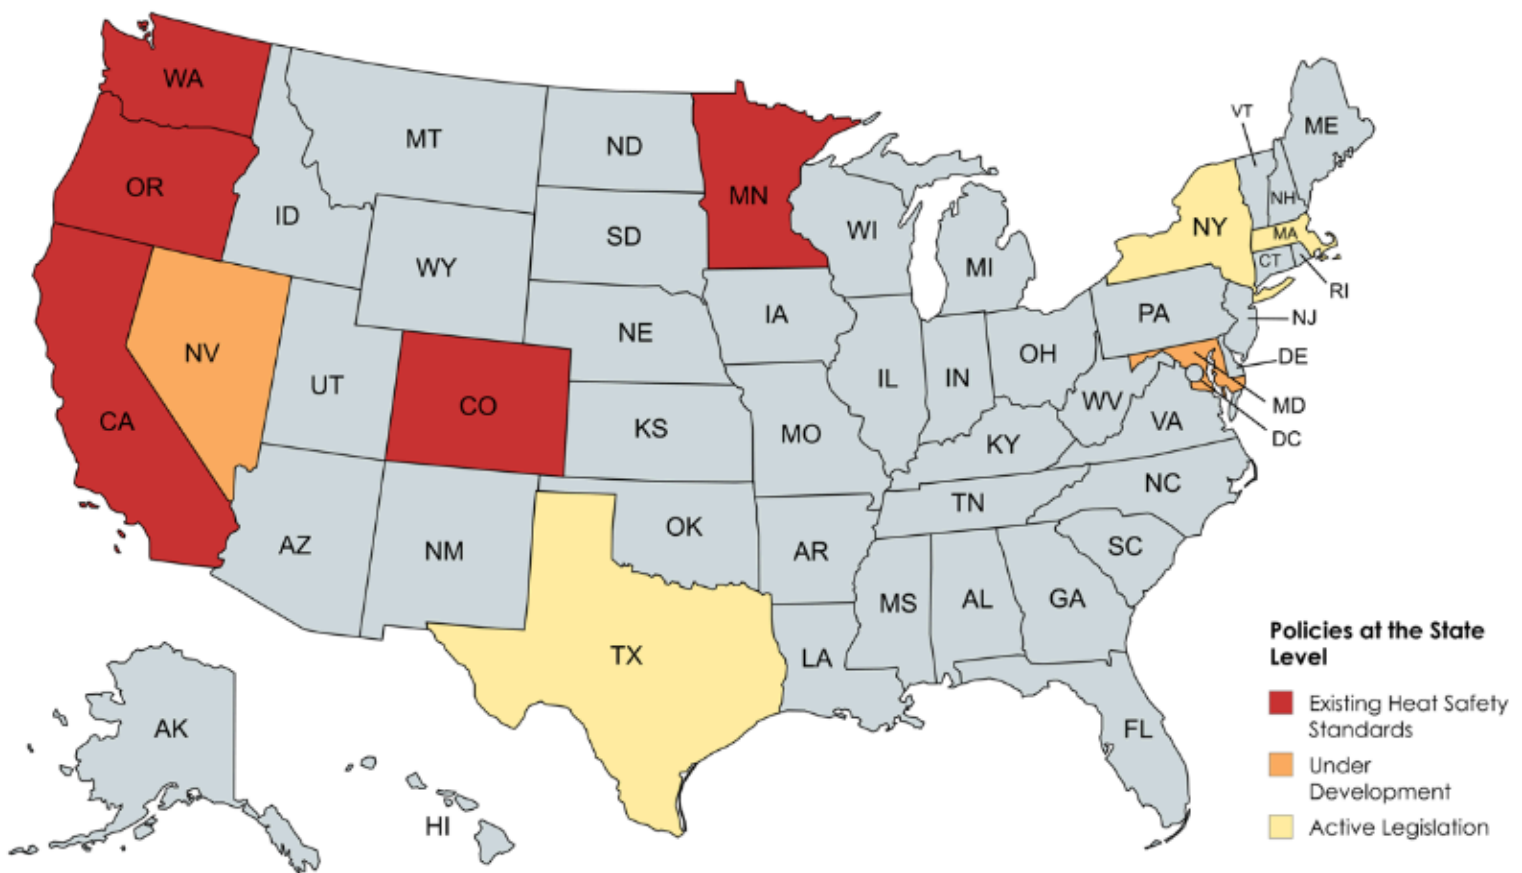 WA
MT
ND
MN
OR
ID
SD
WY
WI
MI
VT
ME
NH
NY
MA
CT
RI
NJ
PA
DE
MD
DC
NV
UT
CO
CA
NE
IA
IL
IN
OH
WV
VA
KS
MO
KY
NC
TN
AZ
NM
OK
AR
SC
MS
AL
GA
TX
LA
FL
AK
HI
Policies at the State
Level
Existing Heat Safety
Standards
Under
Development
Active Legislation